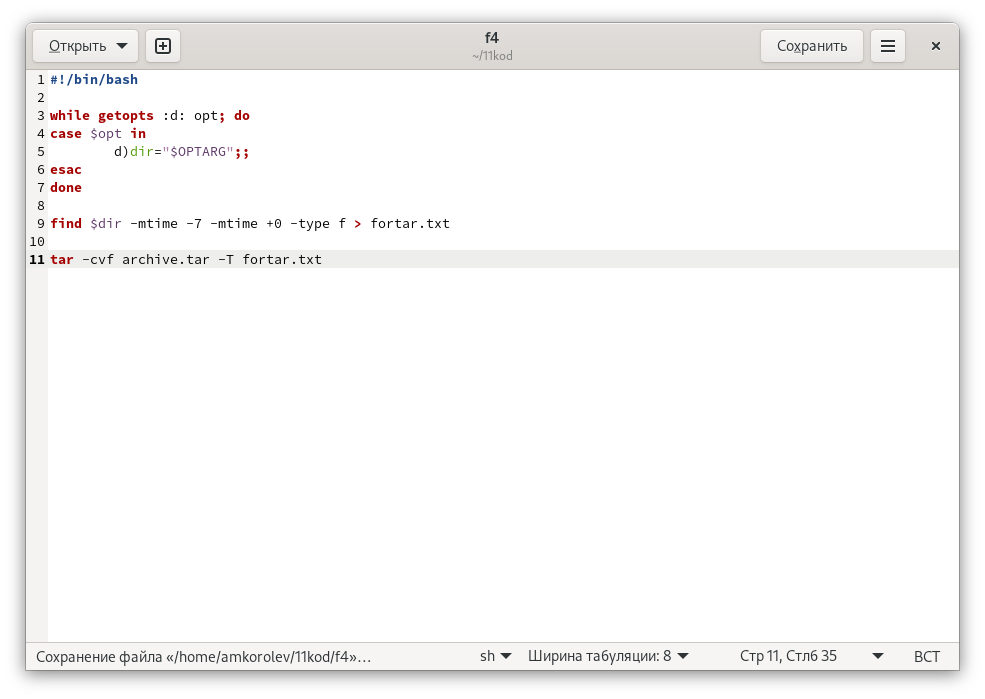 Открыть
f4
~/11kod
Сохранить
1 #!/bin/bash
2
3 while getopts :d: opt; do
4 case $opt in
5         d)dir="$OPTARG";;
6 esac
7 done
8
9 find $dir -mtime -7 -mtime +0 -type f > fortar.txt
10
11 tar -cvf archive.tar -T fortar.txt
Сохранение файла «/home/amkorolev/11kod/f4»… sh Ширина табуляции: 8 Стр 11, Стлб 35 ВСТ